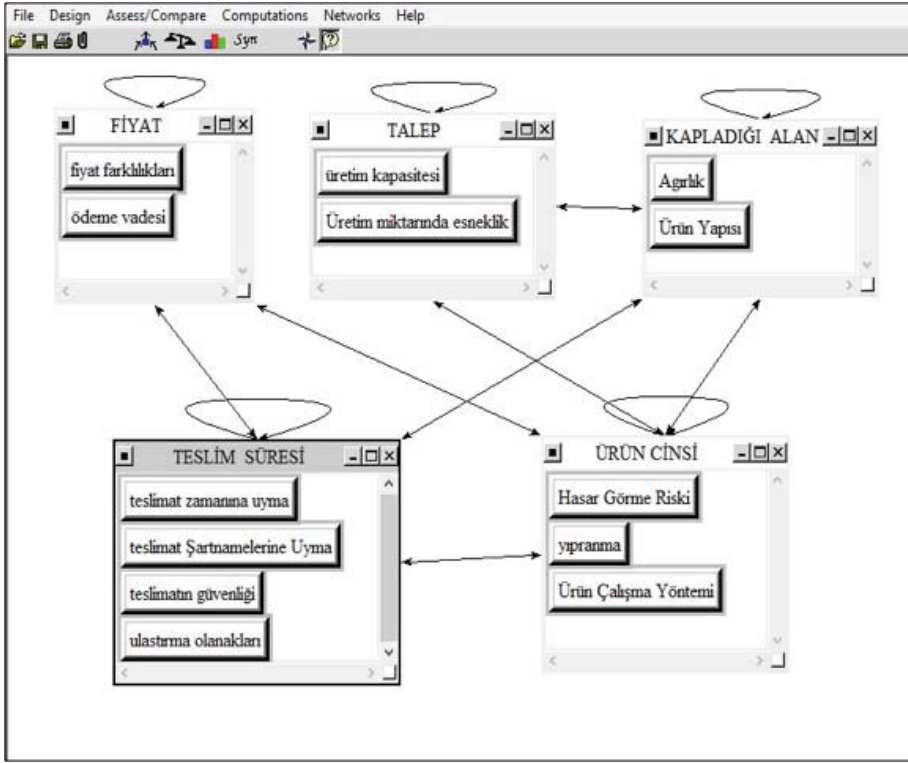 File Design Assess/Compare Computations Networks Help
Syn
FİYAT
fiyat farklılıkları
ödeme vadesi
TALEP
üretim kapasitesi
Üretim miktarında esneklik
KAPLADIĞI ALAN
Agırlık
Ürün Yapısı
TESLİM SÜRESİ
teslimat zamanına uyma
teslimat Şartnamelerine Uyma
teslimatın güvenliği
ulastırma olanakları
ÜRÜN CİNSİ
Hasar Görme Riski
yıpranma
Ürün Çalışma Yöntemi